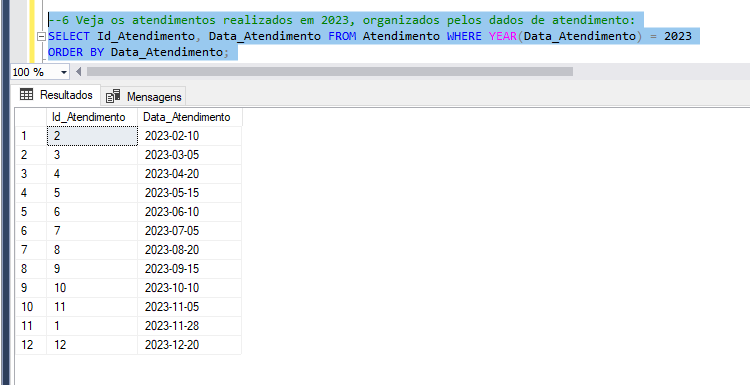 --6 Veja os atendimentos realizados em 2023, organizados pelos dados de atendimento:
SELECT Id_Atendimento, Data_Atendimento FROM Atendimento WHERE YEAR(Data_Atendimento) = 2023
ORDER BY Data_Atendimento;
100 %
Resultados Mensagens
Id_Atendimento Data_Atendimento
1 2 2023-02-10
2 3 2023-03-05
3 4 2023-04-20
4 5 2023-05-15
5 6 2023-06-10
6 7 2023-07-05
7 8 2023-08-20
8 9 2023-09-15
9 10 2023-10-10
10 11 2023-11-05
11 1 2023-11-28
12 12 2023-12-20